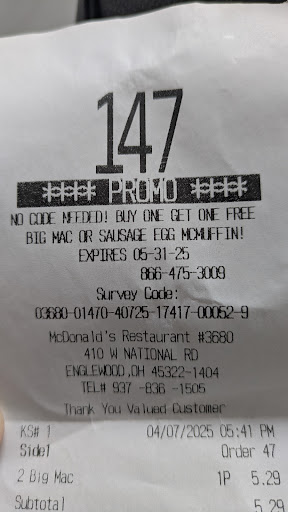 147
**** PROMO ****
NO CODE NEEDED! BUY ONE GET ONE FREE
BIG MAC OR SAUSAGE EGG MCMUFFIN!
EXPIRES 05-31-25
866-475-3009
Survey Code:
03680-01470-40725-17417-00052-9
McDonald's Restaurant #3680
410 W NATIONAL RD
ENGLEWOOD,OH 45322-1404
TEL# 937 -836 -1505
Thank You Valued Customer
KS# 1 04/07/2025 05:41 PM
Side1 Order 47
2 Big Mac 1P 5.29
Subtotal 5.29